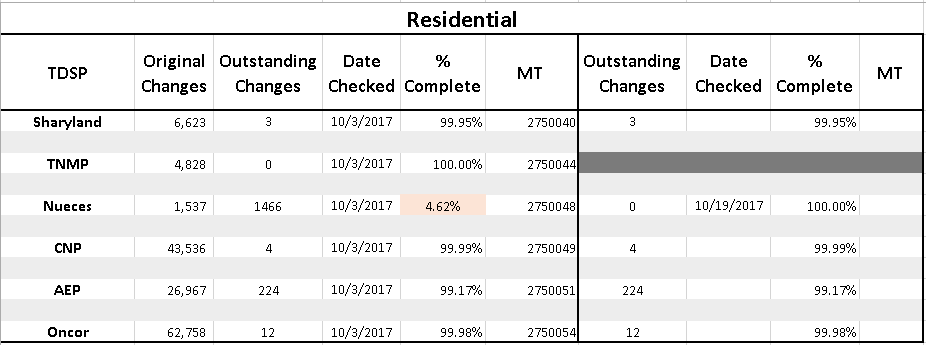 Residential
TDSP Original Changes Outstanding Changes Date Checked % Complete MT Outstanding Changes Date Checked % Complete MT
Sharyland 6,623 3 10/3/2017 99.95% 2750040 3 99.95%
TNMP 4,828 0 10/3/2017 100.00% 2750044
Nueces 1,537 1466 10/3/2017 4.62% 2750048 0 10/19/2017 100.00%
CNP 43,536 4 10/3/2017 99.99% 2750049 4 99.99%
AEP 26,967 224 10/3/2017 99.17% 2750051 224 99.17%
Oncor 62,758 12 10/3/2017 99.98% 2750054 12 99.98%